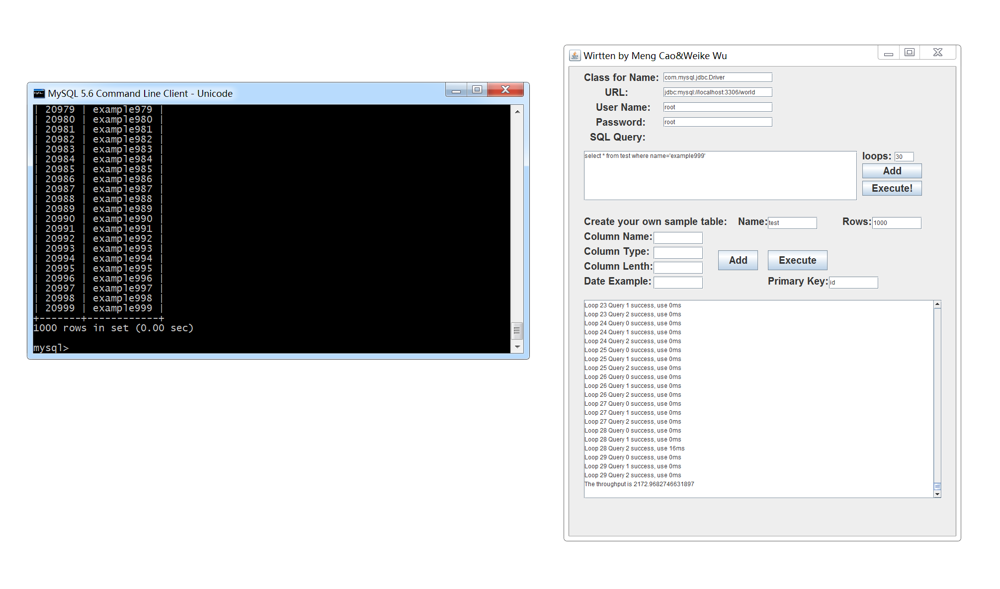 MySQL 5.6 Command Line Client - Unicode
| 20979 | example979 |
| 20980 | example980 |
| 20981 | example981 |
| 20982 | example982 |
| 20983 | example983 |
| 20984 | example984 |
| 20985 | example985 |
| 20986 | example986 |
| 20987 | example987 |
| 20988 | example988 |
| 20989 | example989 |
| 20990 | example990 |
| 20991 | example991 |
| 20992 | example992 |
| 20993 | example993 |
| 20994 | example994 |
| 20995 | example995 |
| 20996 | example996 |
| 20997 | example997 |
| 20998 | example998 |
| 20999 | example999 |
+-------+------------+
1000 rows in set (0.00 sec)
mysql>
Wirtten by Meng Cao&Weike Wu
Class for Name: com.mysql.jdbc.Driver
URL: jdbc:mysql://localhost:3306/world
User Name: root
Password: root
SQL Query:
select * from test where name='example999'
loops: 30
Add
Execute!
Create your own sample table: Name: test Rows: 1000
Column Name:
Column Type:
Column Lenth:
Date Example:
Add Execute
Primary Key: id
Loop 23 Query 1 success, use 0ms
Loop 23 Query 2 success, use 0ms
Loop 24 Query 0 success, use 0ms
Loop 24 Query 1 success, use 0ms
Loop 24 Query 2 success, use 0ms
Loop 25 Query 0 success, use 0ms
Loop 25 Query 1 success, use 0ms
Loop 25 Query 2 success, use 0ms
Loop 26 Query 0 success, use 0ms
Loop 26 Query 1 success, use 0ms
Loop 26 Query 2 success, use 0ms
Loop 27 Query 0 success, use 0ms
Loop 27 Query 1 success, use 0ms
Loop 27 Query 2 success, use 0ms
Loop 28 Query 0 success, use 0ms
Loop 28 Query 1 success, use 0ms
Loop 28 Query 2 success, use 16ms
Loop 29 Query 0 success, use 0ms
Loop 29 Query 1 success, use 0ms
Loop 29 Query 2 success, use 0ms
The throughput is 2172.9682746631897